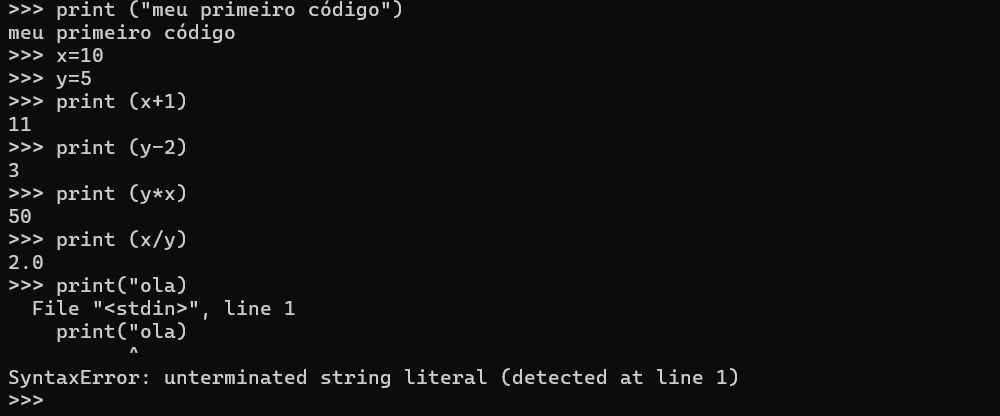 >>> print ("meu primeiro código")
meu primeiro código
>>> x=10
>>> y=5
>>> print (x+1)
11
>>> print (y-2)
3
>>> print (y*x)
50
>>> print (x/y)
2.0
>>> print("ola)
  File "<stdin>", line 1
    print("ola)
          ^
SyntaxError: unterminated string literal (detected at line 1)
>>>